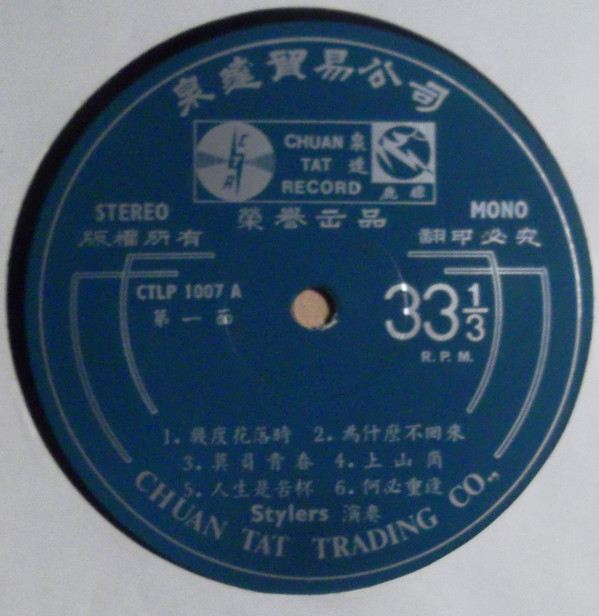 泉達貿易公司
CTR CHUAN 泉
TAT 達
RECORD 商標
STEREO 榮譽出品 MONO
版權所有 翻印必究
CTLP 1007 A 33 1/3
第一面 R.P.M.
1. 幾度花落時 2. 為什麼不回來
3. 莫負青春 4. 上山崗
5. 人生是苦杯 6. 何必重逢
Stylers 演奏
CHUAN TAT TRADING CO.,